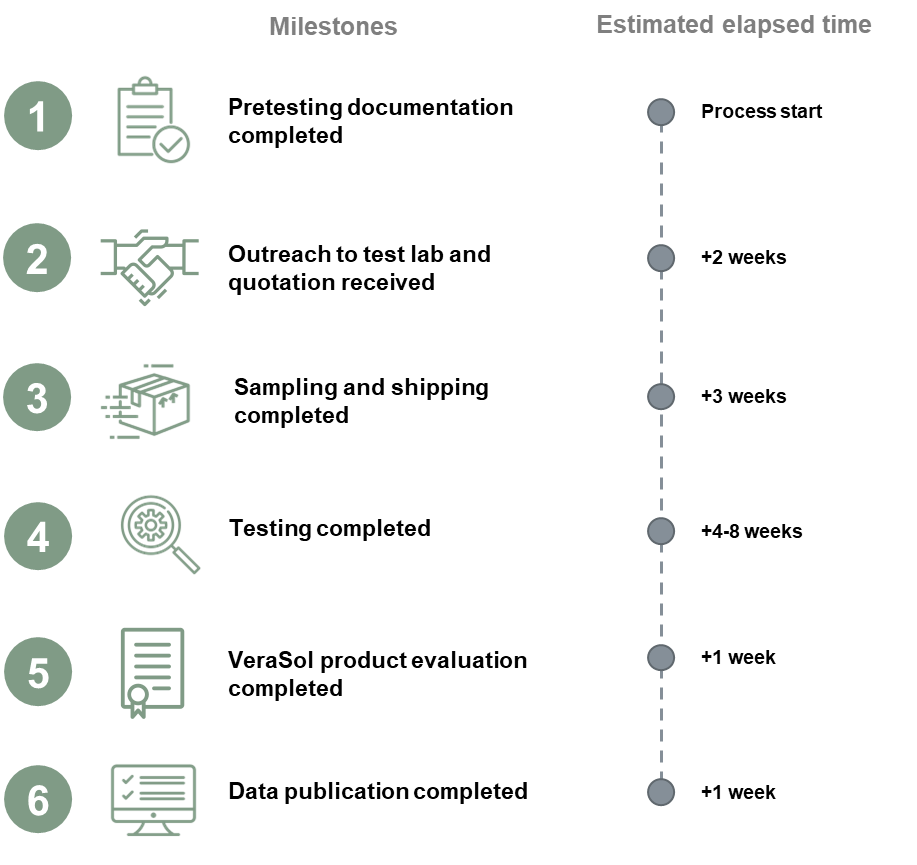 Milestones
Estimated elapsed time
1
Pretesting documentation
completed
Process start
2
Outreach to test lab and
quotation received
+2 weeks
3
Sampling and shipping
completed
+3 weeks
4
Testing completed
+4-8 weeks
5
VeraSol product evaluation
completed
+1 week
6
Data publication completed
+1 week